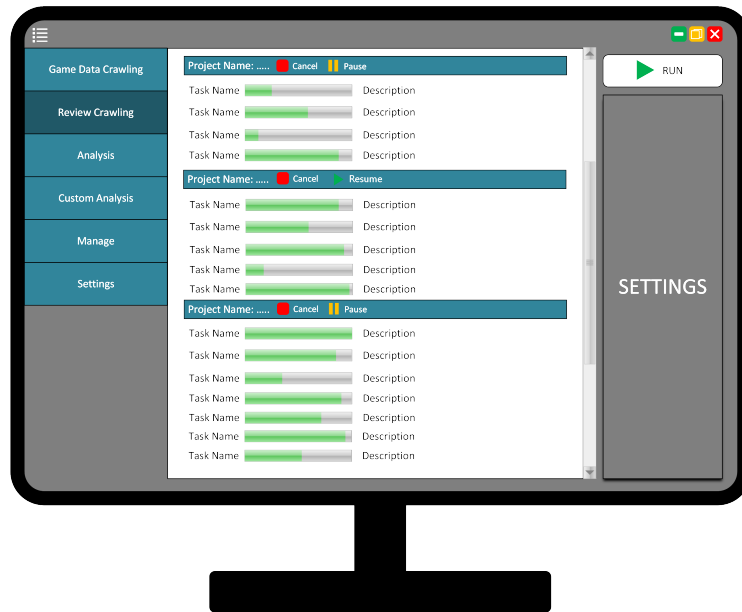 Game Data Crawling
Review Crawling
Analysis
Custom Analysis
Manage
Settings
Project Name: ..... Cancel Pause
Task Name Description
Task Name Description
Task Name Description
Task Name Description
Project Name: ..... Cancel Resume
Task Name Description
Task Name Description
Task Name Description
Task Name Description
Task Name Description
Project Name: ..... Cancel Pause
Task Name Description
Task Name Description
Task Name Description
Task Name Description
Task Name Description
Task Name Description
Task Name Description
RUN
SETTINGS